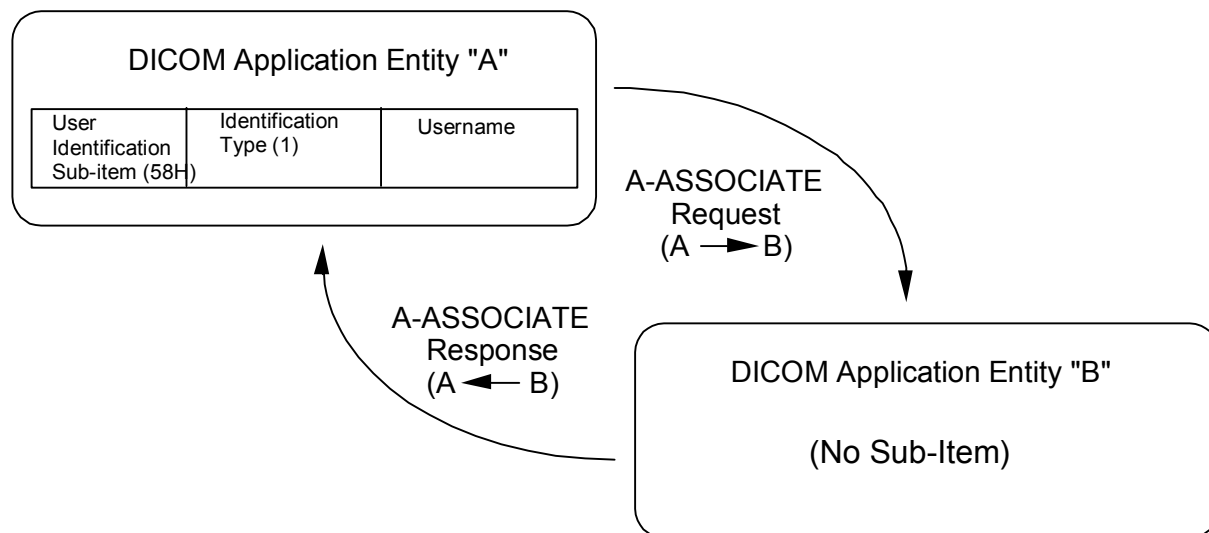 DICOM Application Entity "A"
User
Identification
Sub-item (58H)
Identification
Type (1)
Username
A-ASSOCIATE
Request
(A → B)
A-ASSOCIATE
Response
(A ← B)
DICOM Application Entity "B"
(No Sub-Item)